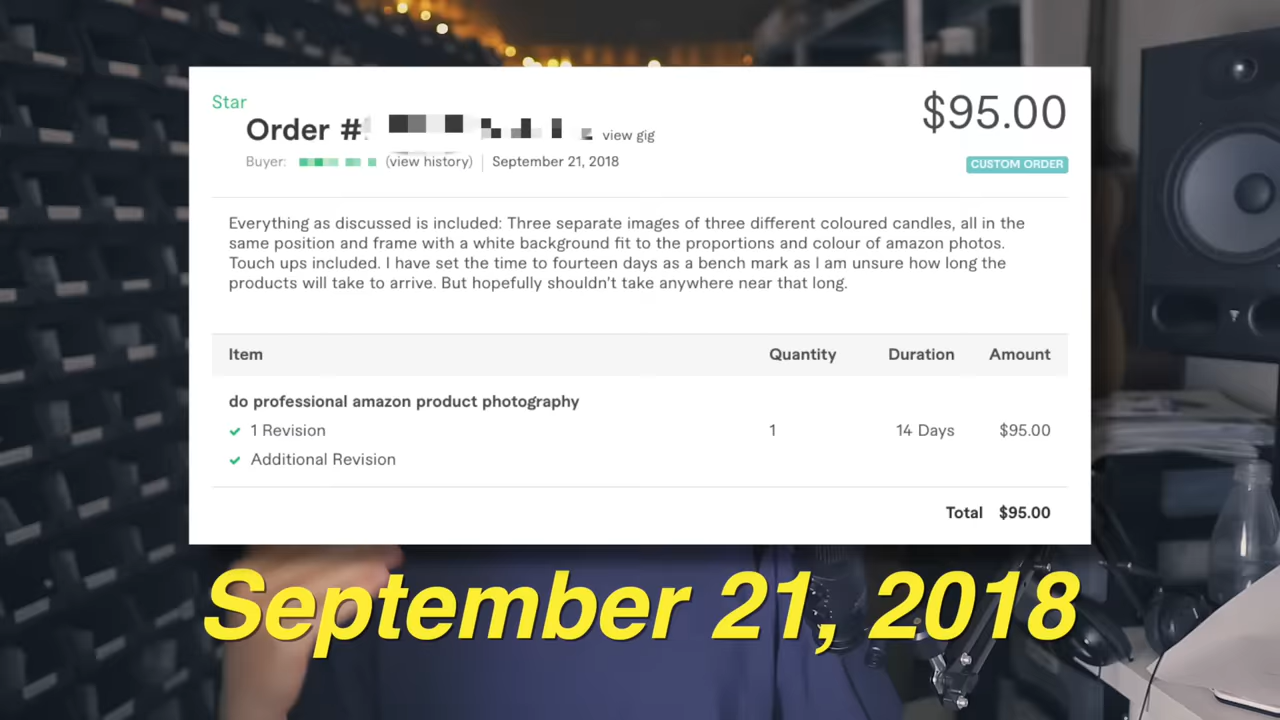 Star
Order #
view gig
$95.00
Buyer: (view history) | September 21, 2018
CUSTOM ORDER
Everything as discussed is included: Three separate images of three different coloured candles, all in the
same position and frame with a white background fit to the proportions and colour of amazon photos.
Touch ups included. I have set the time to fourteen days as a bench mark as I am unsure how long the
products will take to arrive. But hopefully shouldn't take anywhere near that long.
Item Quantity Duration Amount
do professional amazon product photography
1 Revision 1 14 Days $95.00
Additional Revision
Total $95.00
September 21, 2018